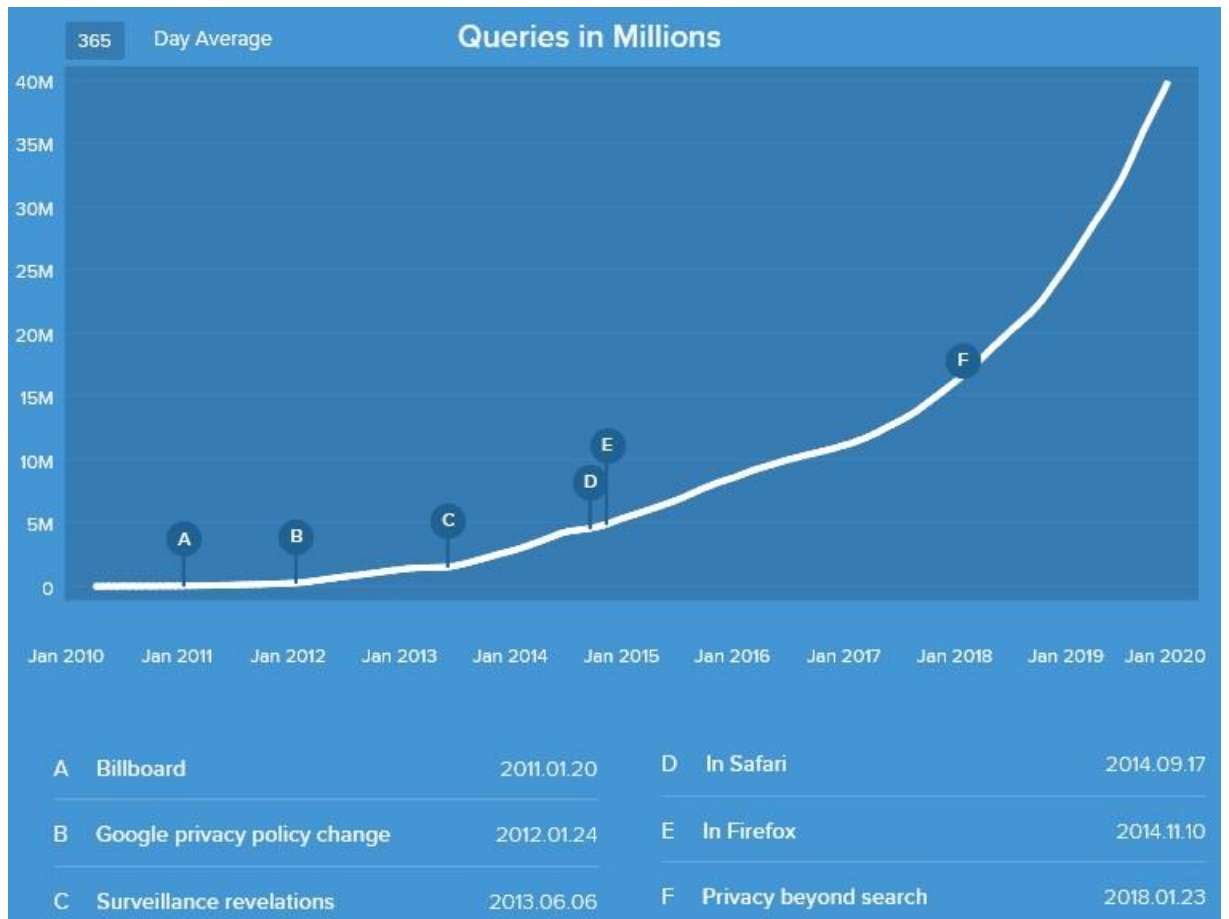 365 Day Average
Queries in Millions
40M
35M
30M
25M
20M
15M
10M
5M
0
A
B
C
D
E
F
Jan 2010 Jan 2011 Jan 2012 Jan 2013 Jan 2014 Jan 2015 Jan 2016 Jan 2017 Jan 2018 Jan 2019 Jan 2020
A Billboard 2011.01.20
B Google privacy policy change 2012.01.24
C Surveillance revelations 2013.06.06
D In Safari 2014.09.17
E In Firefox 2014.11.10
F Privacy beyond search 2018.01.23